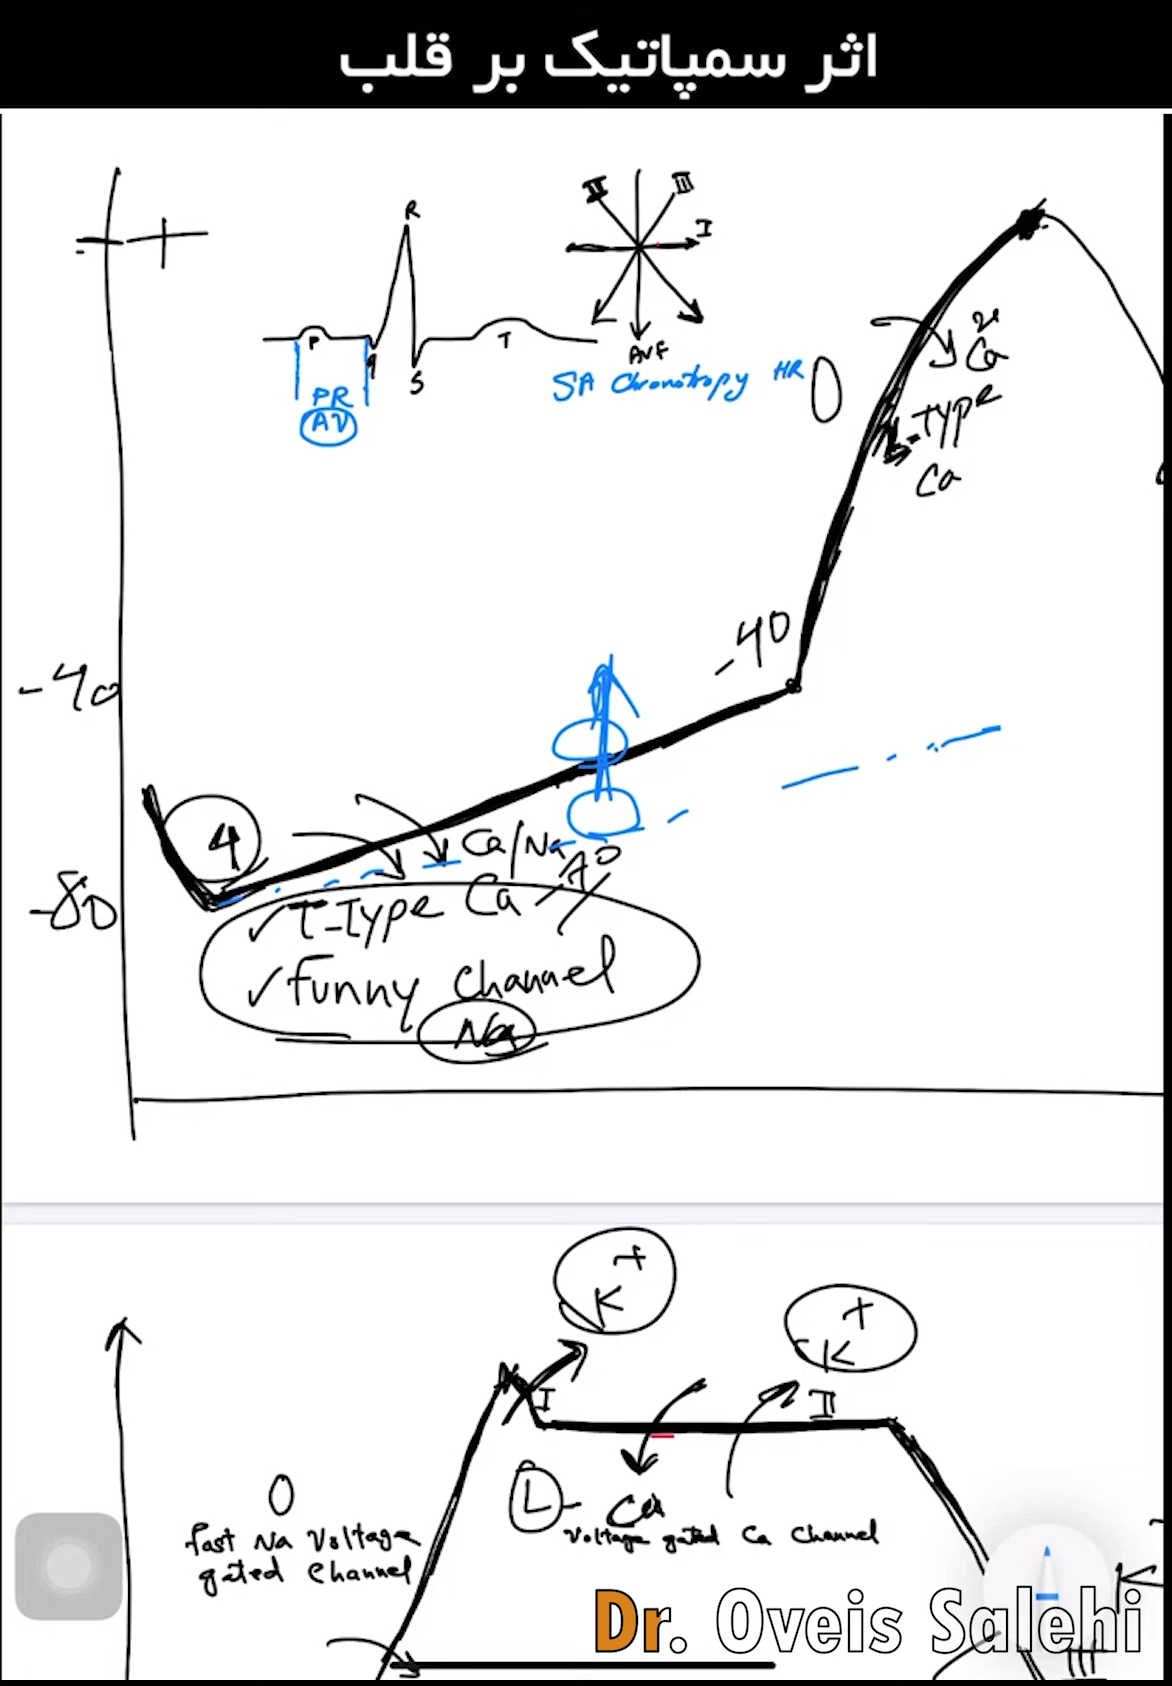 اثر سمپاتیک بر قلب
R
P
q
S
T
PR
AV
II
III
I
AVF
SA Chronotropy HR
0
Ca
L-Type
Ca
-40
-40
-80
4
Ca/Na
T-Type Ca
Funny Channel
Na
K+
K+
I
II
0
fast Na Voltage
gated Channel
L- Ca
Voltage gated Ca Channel
K
III
Dr. Oveis Salehi